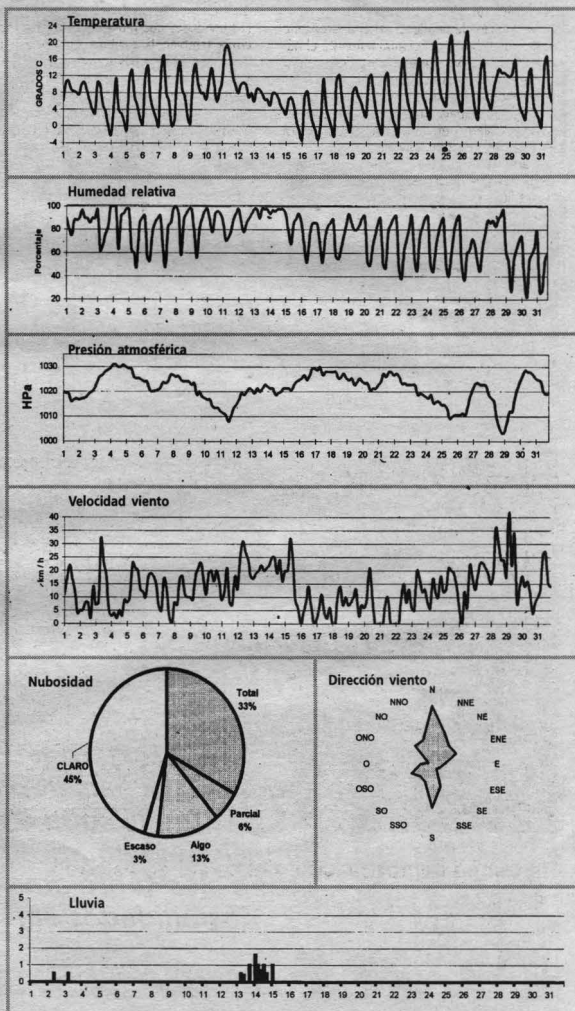 Temperatura
GRADOS C
24
20
16
12
8
4
0
-4
1 2 3 4 5 6 7 8 9 10 11 12 13 14 15 16 17 18 19 20 21 22 23 24 25 26 27 28 29 30 31
Humedad relativa
Porcentaje
100
80
60
40
20
1 2 3 4 5 6 7 8 9 10 11 12 13 14 15 16 17 18 19 20 21 22 23 24 25 26 27 28 29 30 31
Presión atmosférica
HPa
1030
1020
1010
1000
1 2 3 4 5 6 7 8 9 10 11 12 13 14 15 16 17 18 19 20 21 22 23 24 25 26 27 28 29 30 31
Velocidad viento
km / h
40
35
30
25
20
15
10
5
0
1 2 3 4 5 6 7 8 9 10 11 12 13 14 15 16 17 18 19 20 21 22 23 24 25 26 27 28 29 30 31
Nubosidad
Total
33%
CLARO
45%
Parcial
6%
Escaso
3%
Algo
13%
Dirección viento
N
NNO NNE
NO NE
ONO ENE
O E
OSO ESE
SO SE
SSO SSE
S
Lluvia
5
4
3
2
1
0
1 2 3 4 5 6 7 8 9 10 11 12 13 14 15 16 17 18 19 20 21 22 23 24 25 26 27 28 29 30 31